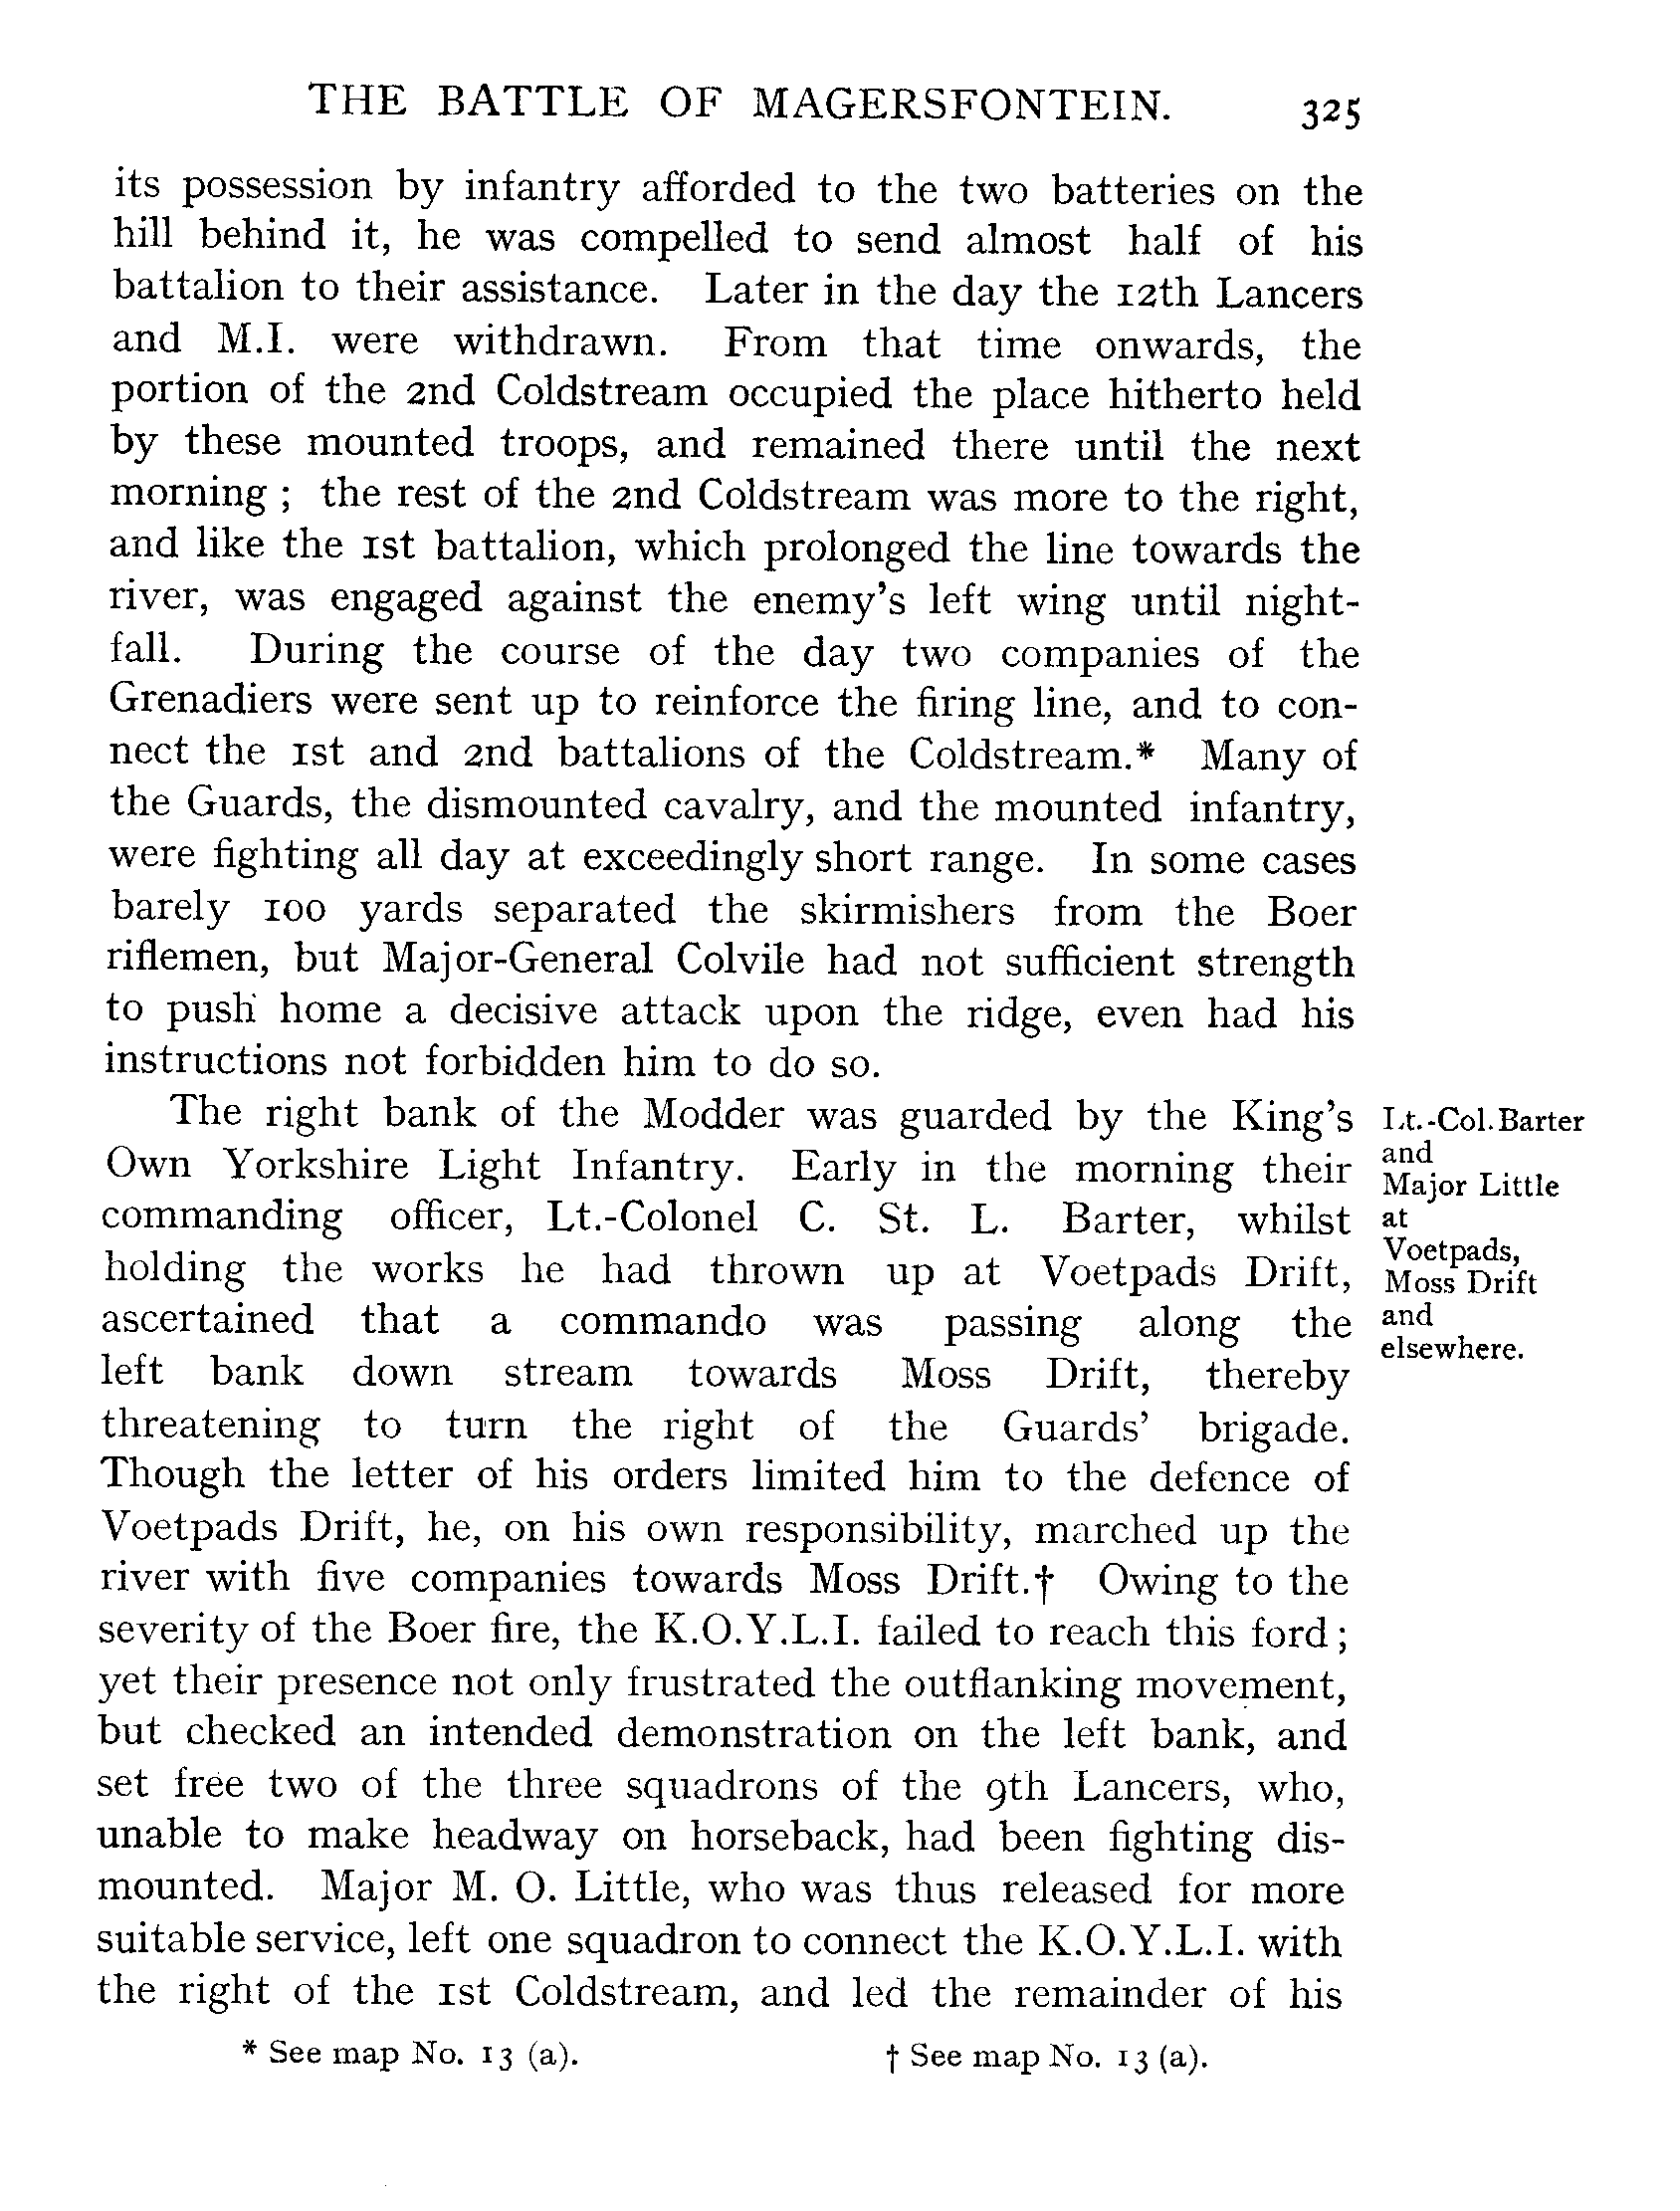 THE BATTLE OF MAGERSFONTEIN. 325
its possession by infantry afforded to the two batteries on the
hill behind it, he was compelled to send almost half of his
battalion to their assistance. Later in the day the 12th Lancers
and M.I. were withdrawn. From that time onwards, the
portion of the 2nd Coldstream occupied the place hitherto held
by these mounted troops, and remained there until the next
morning ; the rest of the 2nd Coldstream was more to the right,
and like the 1st battalion, which prolonged the line towards the
river, was engaged against the enemy's left wing until night-
fall. During the course of the day two companies of the
Grenadiers were sent up to reinforce the firing line, and to con-
nect the 1st and 2nd battalions of the Coldstream.* Many of
the Guards, the dismounted cavalry, and the mounted infantry,
were fighting all day at exceedingly short range. In some cases
barely 100 yards separated the skirmishers from the Boer
riflemen, but Major-General Colvile had not sufficient strength
to push home a decisive attack upon the ridge, even had his
instructions not forbidden him to do so.
The right bank of the Modder was guarded by the King's
Own Yorkshire Light Infantry. Early in the morning their
commanding officer, Lt.-Colonel C. St. L. Barter, whilst
holding the works he had thrown up at Voetpads Drift,
ascertained that a commando was passing along the
left bank down stream towards Moss Drift, thereby
threatening to turn the right of the Guards' brigade.
Though the letter of his orders limited him to the defence of
Voetpads Drift, he, on his own responsibility, marched up the
river with five companies towards Moss Drift.† Owing to the
severity of the Boer fire, the K.O.Y.L.I. failed to reach this ford ;
yet their presence not only frustrated the outflanking movement,
but checked an intended demonstration on the left bank, and
set free two of the three squadrons of the 9th Lancers, who,
unable to make headway on horseback, had been fighting dis-
mounted. Major M. O. Little, who was thus released for more
suitable service, left one squadron to connect the K.O.Y.L.I. with
the right of the 1st Coldstream, and led the remainder of his
Lt.-Col. Barter
and
Major Little
at
Voetpads,
Moss Drift
and
elsewhere.
* See map No. 13 (a). † See map No. 13 (a).